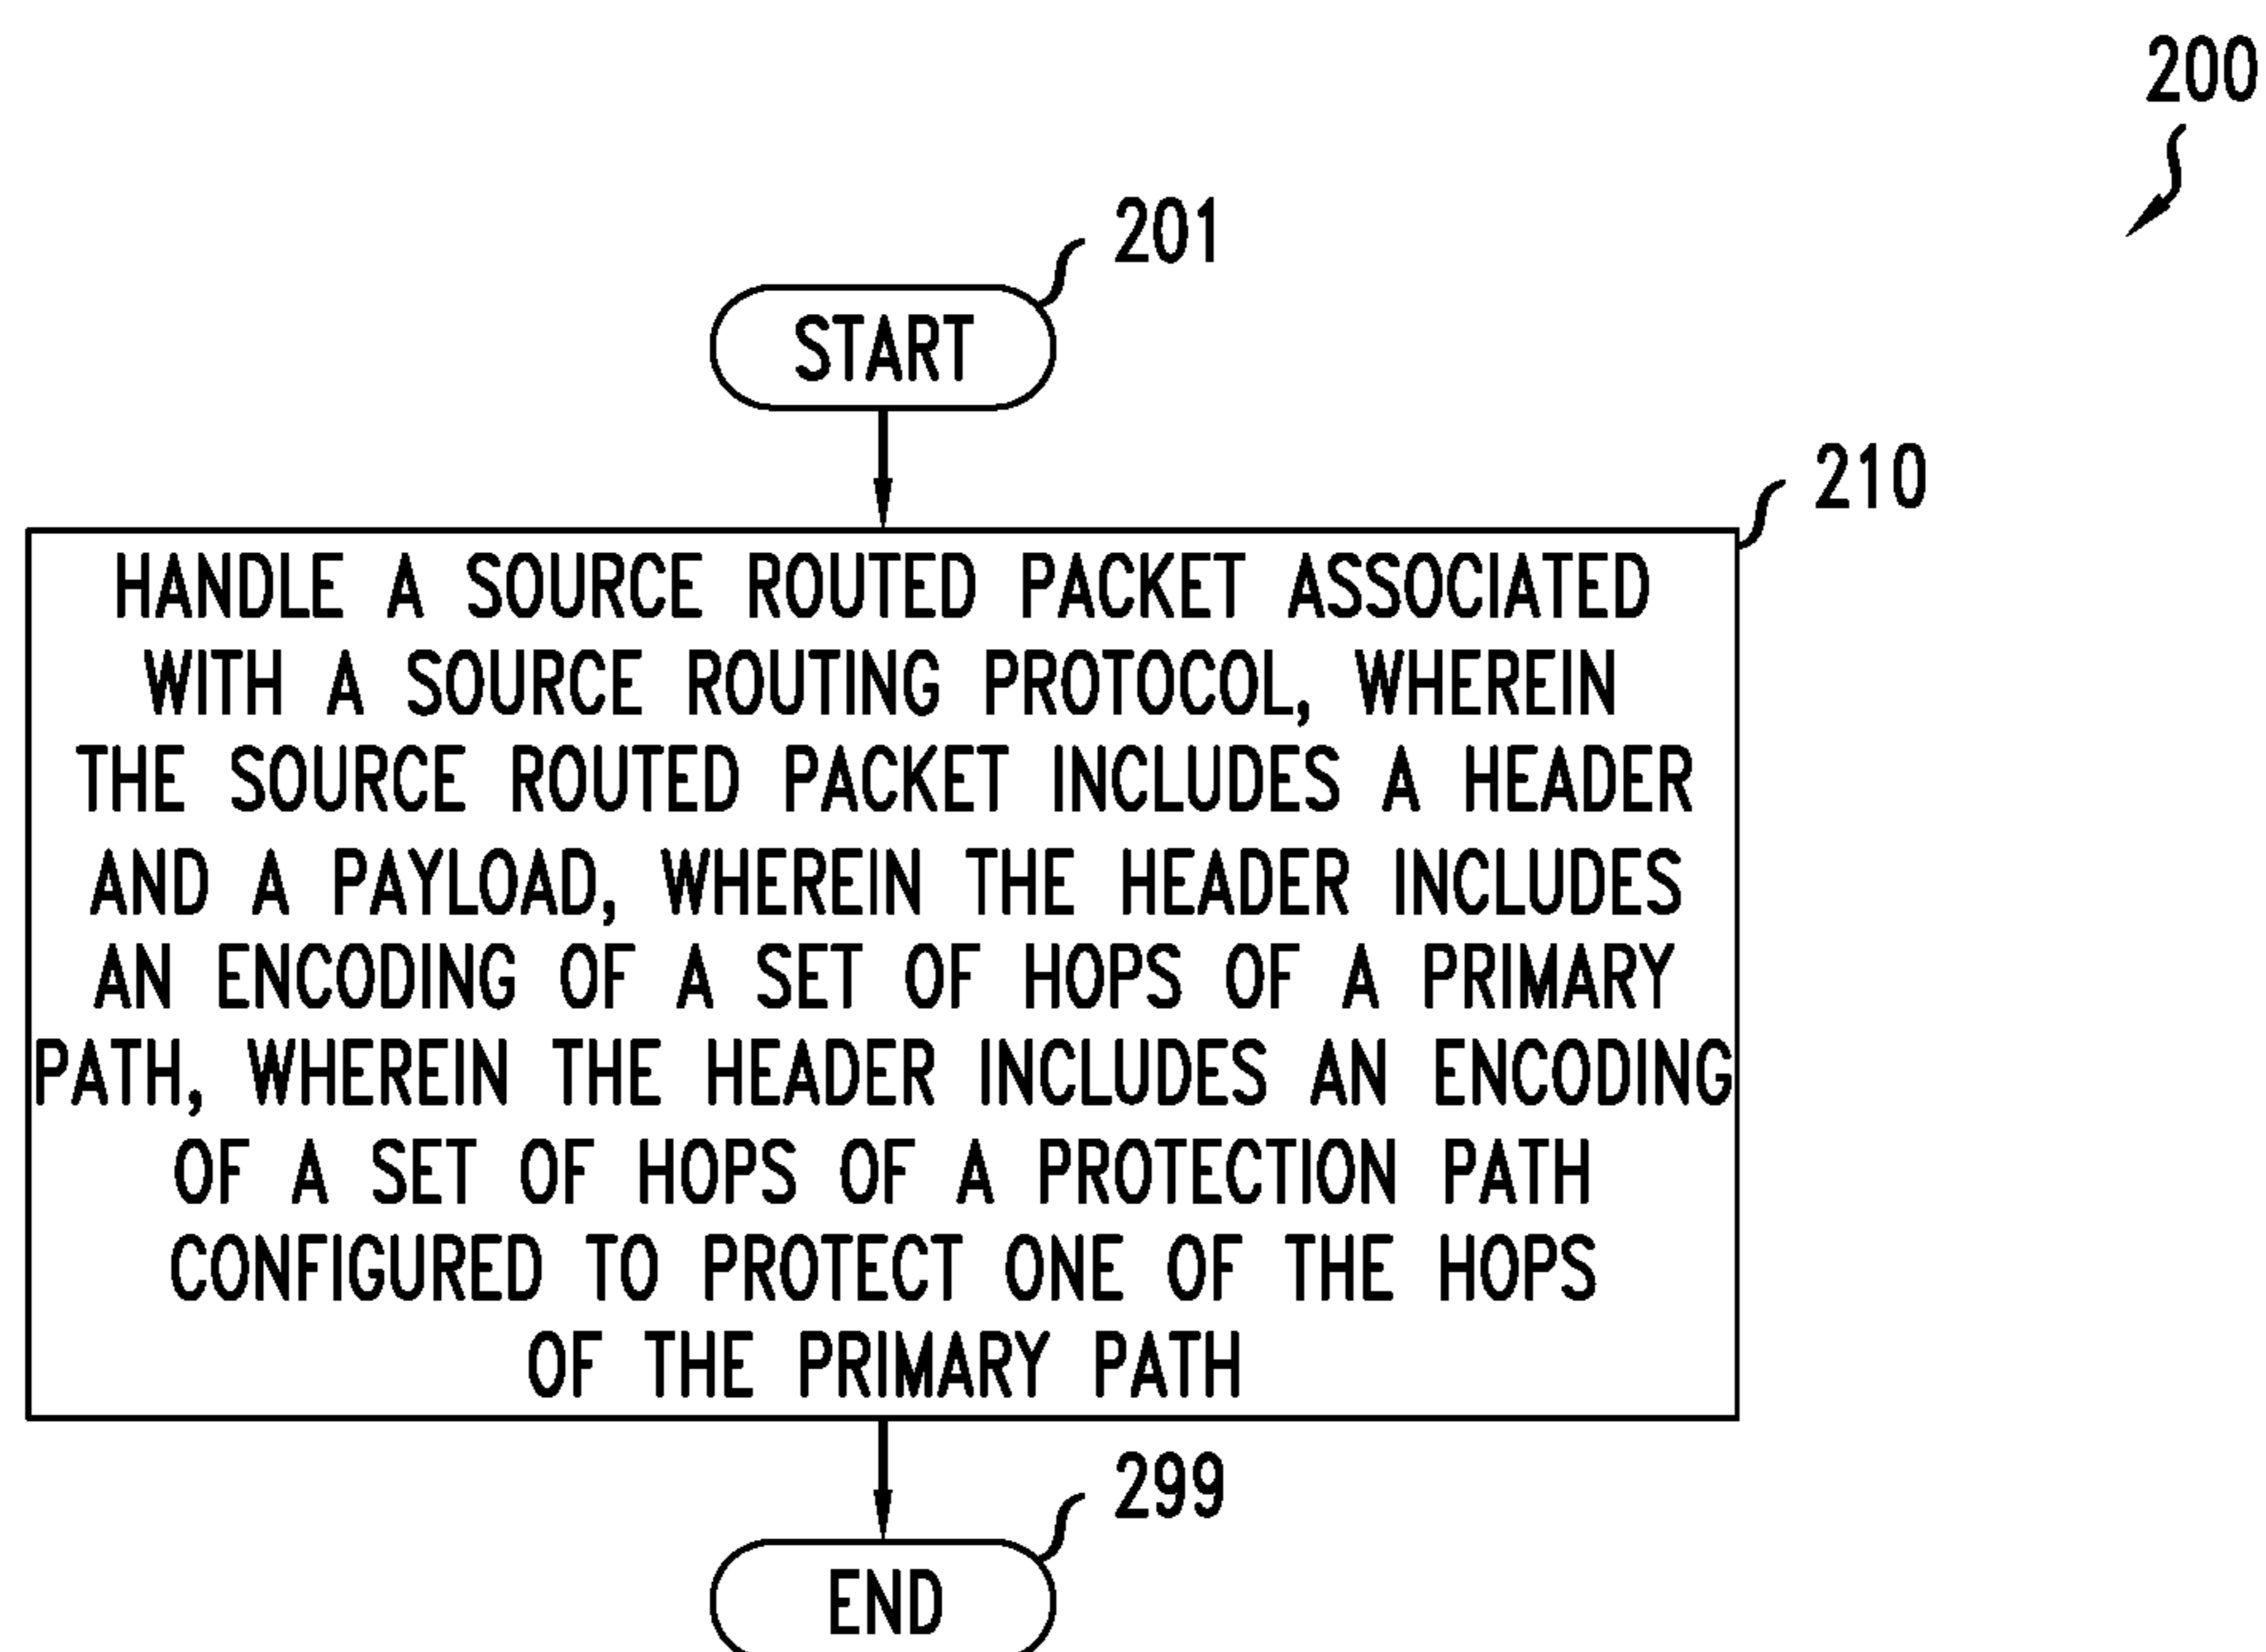 200
201
START
210
HANDLE A SOURCE ROUTED PACKET ASSOCIATED
WITH A SOURCE ROUTING PROTOCOL, WHEREIN
THE SOURCE ROUTED PACKET INCLUDES A HEADER
AND A PAYLOAD, WHEREIN THE HEADER INCLUDES
AN ENCODING OF A SET OF HOPS OF A PRIMARY
PATH, WHEREIN THE HEADER INCLUDES AN ENCODING
OF A SET OF HOPS OF A PROTECTION PATH
CONFIGURED TO PROTECT ONE OF THE HOPS
OF THE PRIMARY PATH
299
END